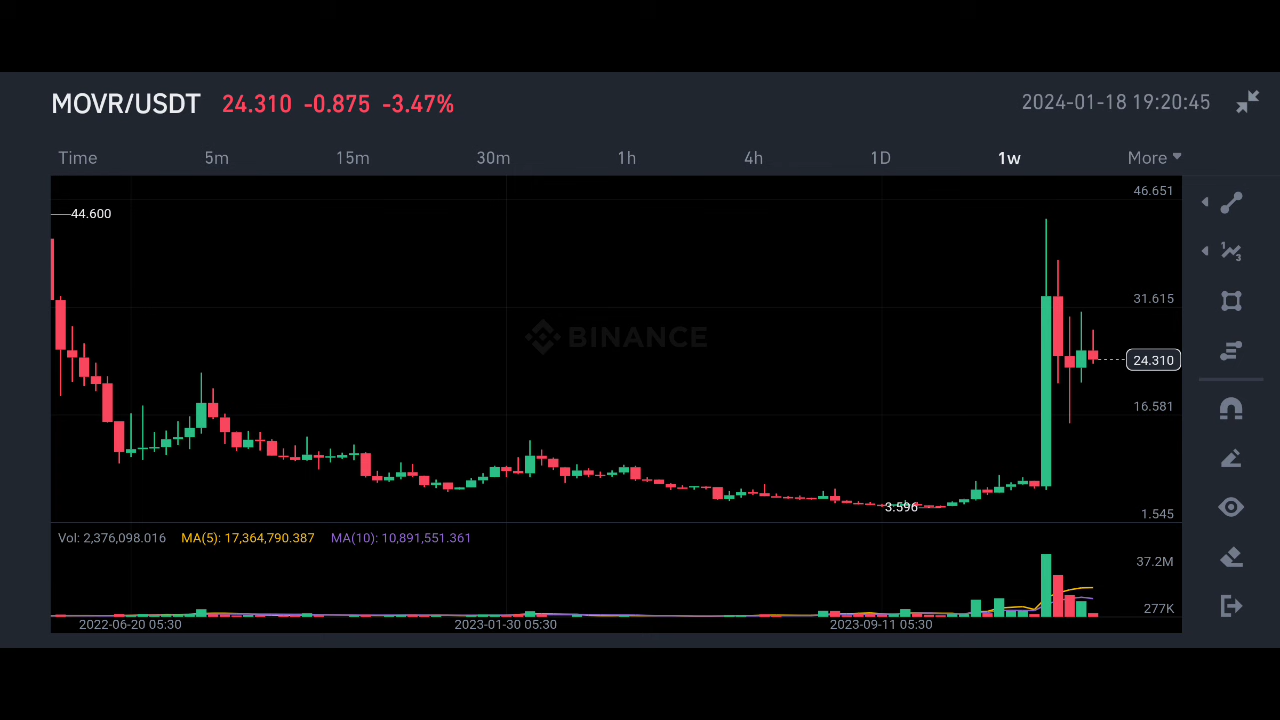 MOVR/USDT 24.310 -0.875 -3.47% 2024-01-18 19:20:45
Time 5m 15m 30m 1h 4h 1D 1w More
46.651
44.600
31.615
BINANCE
24.310
16.581
3.596
1.545
Vol: 2,376,098.016 MA(5): 17,364,790.387 MA(10): 10,891,551.361
37.2M
277K
2022-06-20 05:30 2023-01-30 05:30 2023-09-11 05:30